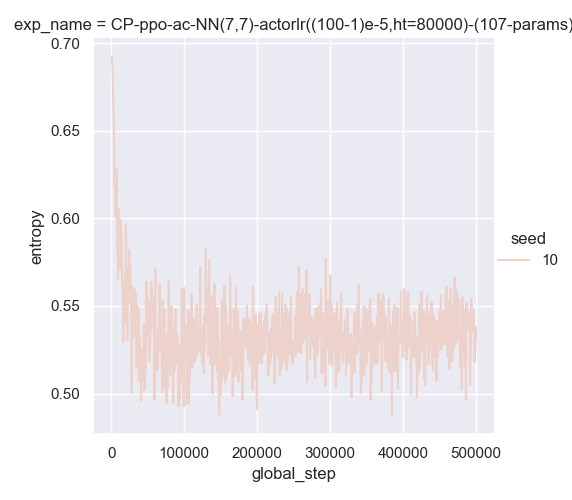 exp_name = CP-ppo-ac-NN(7,7)-actorlr((100-1)e-5,ht=80000)-(107-params)
0.70
0.65
0.60
0.55
0.50
entropy
0 100000 200000 300000 400000 500000
global_step
seed
10